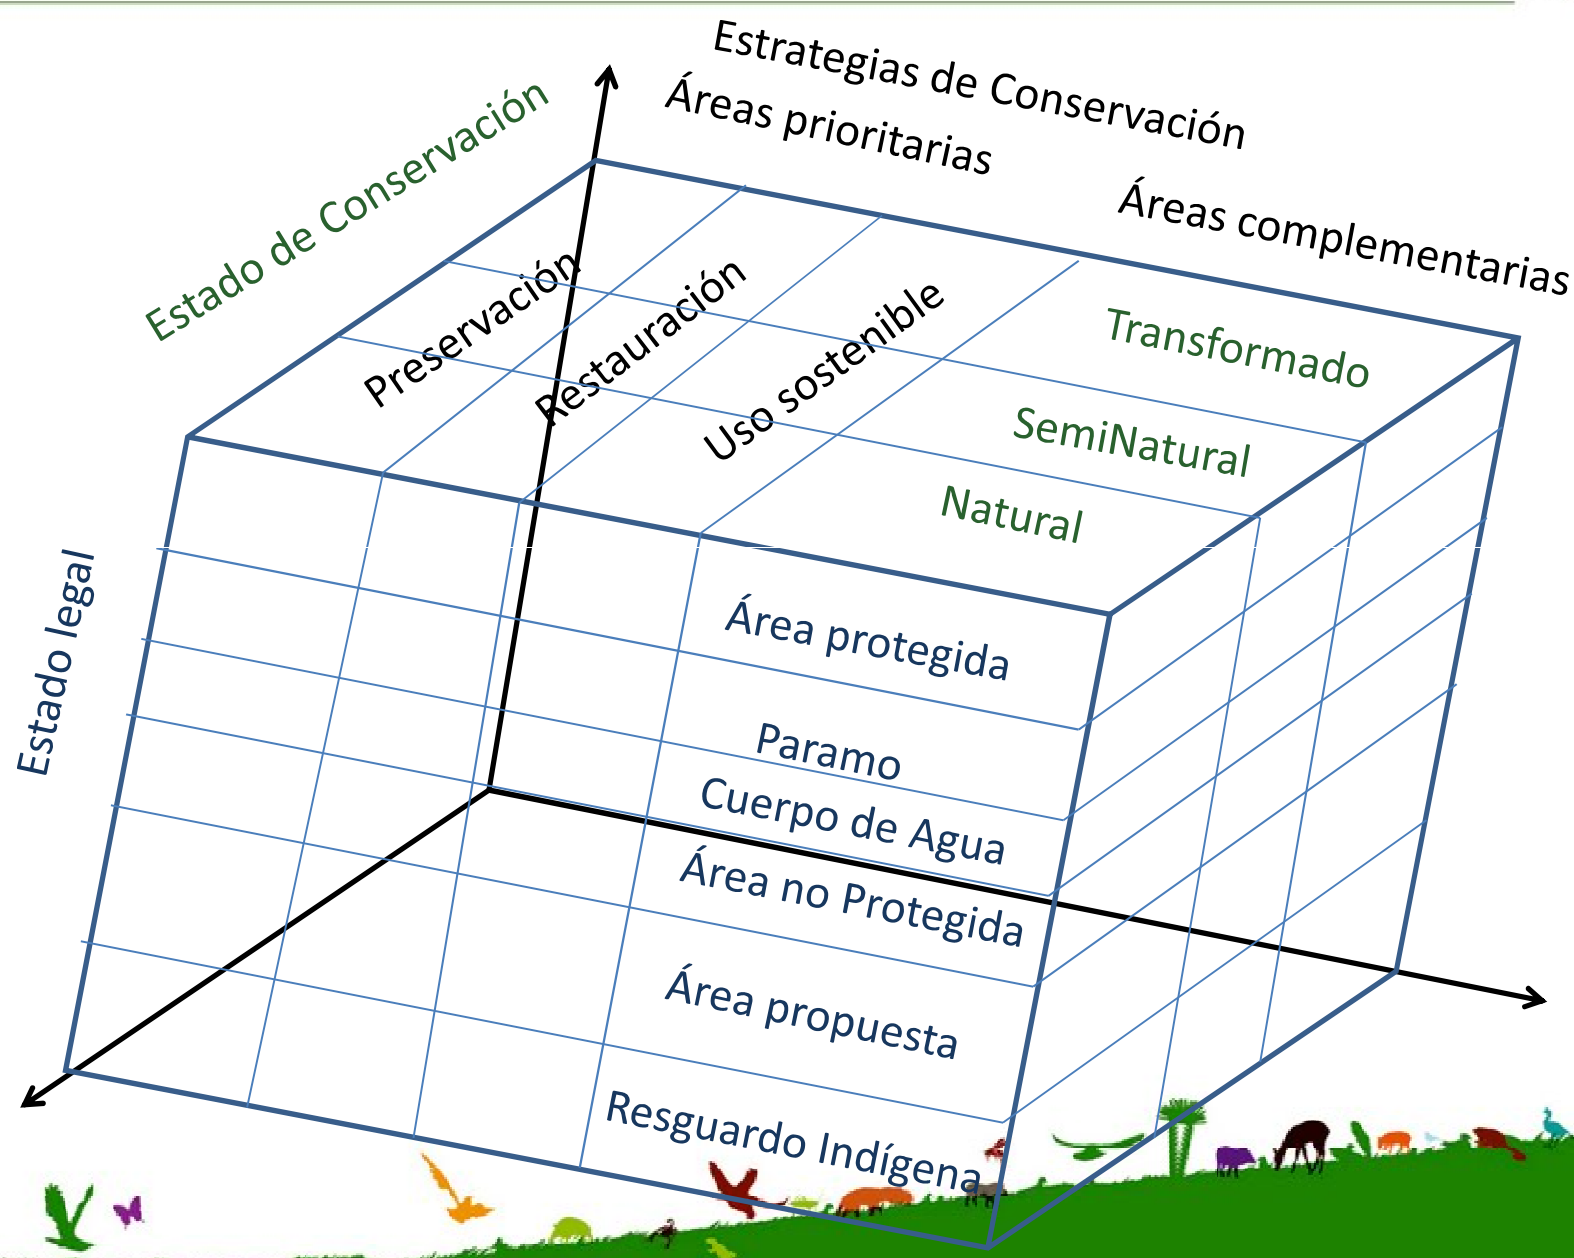 Estrategias de Conservación
Áreas prioritarias
Áreas complementarias
Estado de Conservación
Preservación
Restauración
Uso sostenible
Transformado
SemiNatural
Natural
Estado legal
Área protegida
Paramo
Cuerpo de Agua
Área no Protegida
Área propuesta
Resguardo Indígena